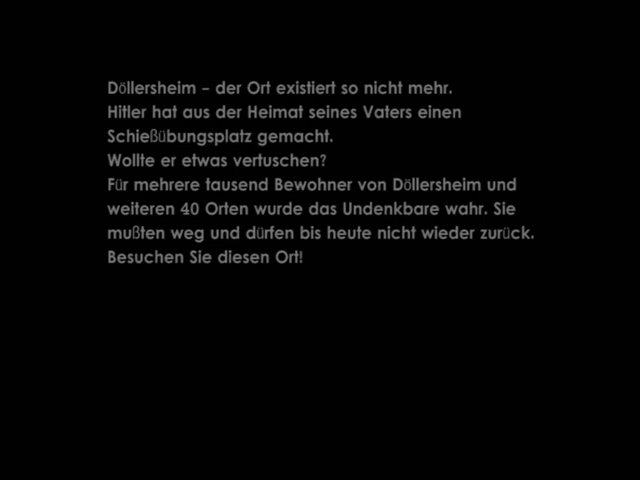 Döllersheim – der Ort existiert so nicht mehr.
Hitler hat aus der Heimat seines Vaters einen
Schießübungsplatz gemacht.
Wollte er etwas vertuschen?
Für mehrere tausend Bewohner von Döllersheim und
weiteren 40 Orten wurde das Undenkbare wahr. Sie
mußten weg und dürfen bis heute nicht wieder zurück.
Besuchen Sie diesen Ort!